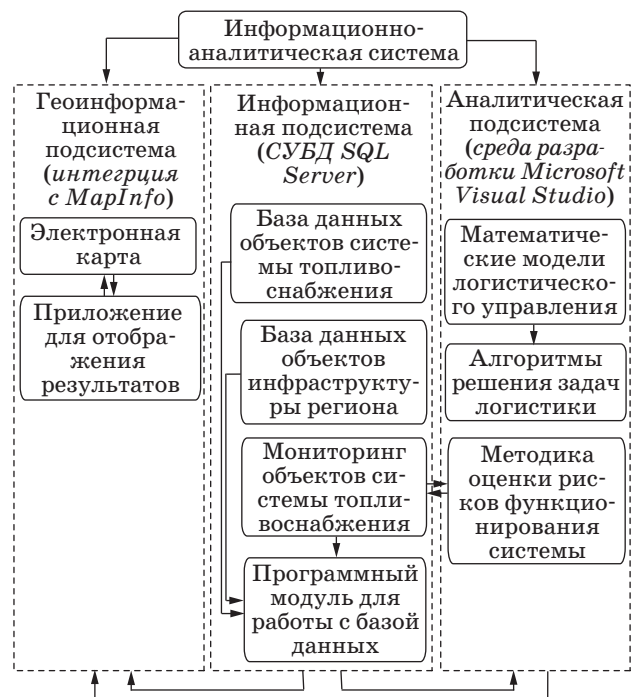 Информационно-
аналитическая система
Геоинформа-
ционная
подсистема
(интегрция
с MapInfo)
Электронная
карта
Приложение
для отобра-
жения
результатов
Информацион-
ная подсистема
(СУБД SQL
Server)
База данных
объектов систе-
мы топливо-
снабжения
База данных
объектов
инфраструкту-
ры региона
Мониторинг
объектов си-
стемы топли-
воснабжения
Программный
модуль для
работы с базой
данных
Аналитическая
подсистема
(среда разра-
ботки Microsoft
Visual Studio)
Математиче-
ские модели
логистическо-
го управления
Алгоритмы
решения задач
логистики
Методика
оценки рис-
ков функцио-
нирования
системы